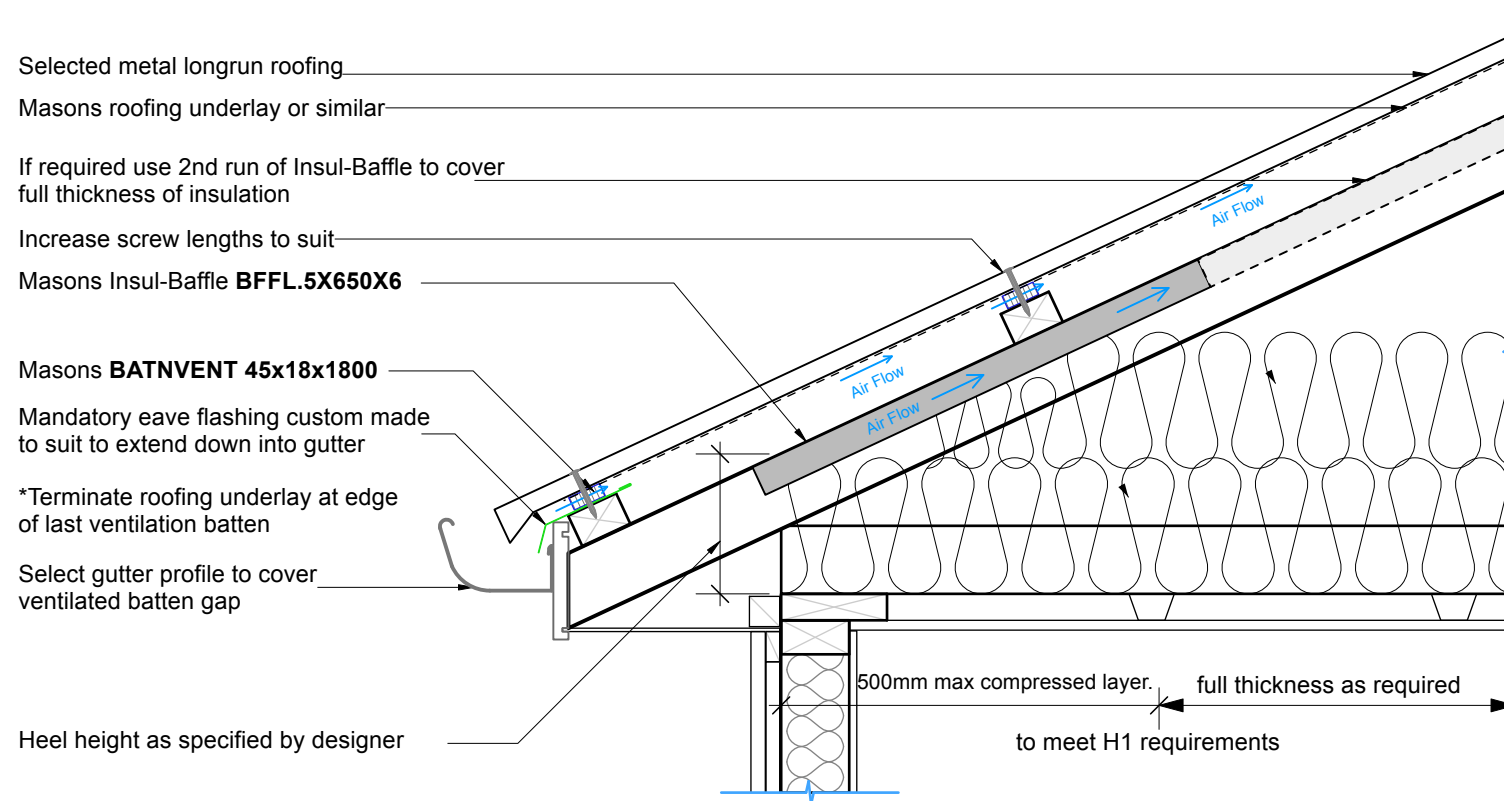 Selected metal longrun roofing
Masons roofing underlay or similar
If required use 2nd run of Insul-Baffle to cover
full thickness of insulation
Increase screw lengths to suit
Masons Insul-Baffle BFFL.5X650X6
Masons BATNVENT 45x18x1800
Mandatory eave flashing custom made
to suit to extend down into gutter
*Terminate roofing underlay at edge
of last ventilation batten
Select gutter profile to cover
ventilated batten gap
Heel height as specified by designer
Air Flow
Air Flow
Air Flow
500mm max compressed layer.
full thickness as required
to meet H1 requirements